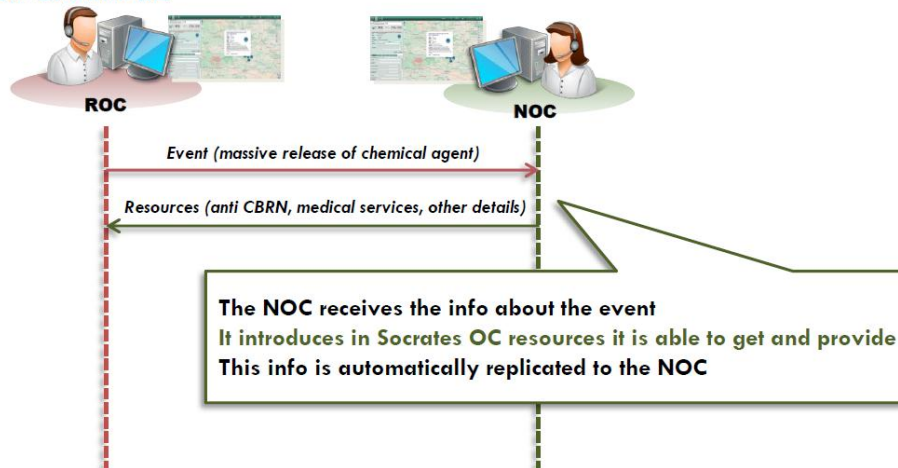 ROC
NOC
Event (massive release of chemical agent)
Resources (anti CBRN, medical services, other details)
The NOC receives the info about the event
It introduces in Socrates OC resources it is able to get and provide
This info is automatically replicated to the NOC